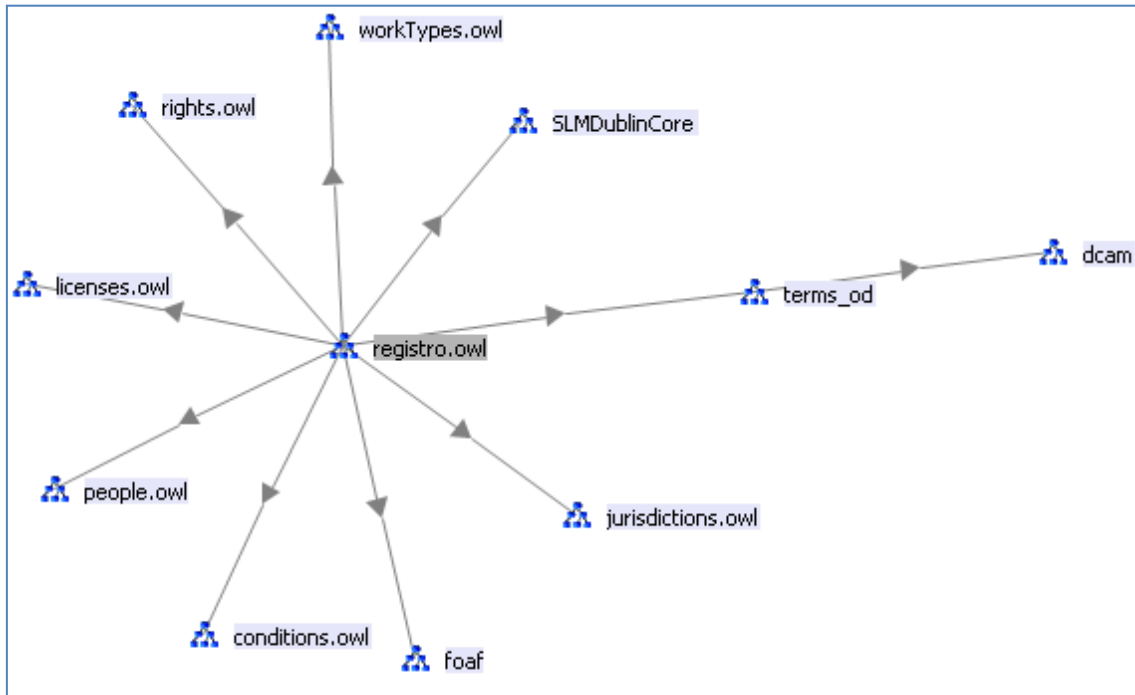 workTypes.owl
rights.owl
SLMDublinCore
dcam
licenses.owl
terms_od
registro.owl
people.owl
jurisdictions.owl
conditions.owl
foaf